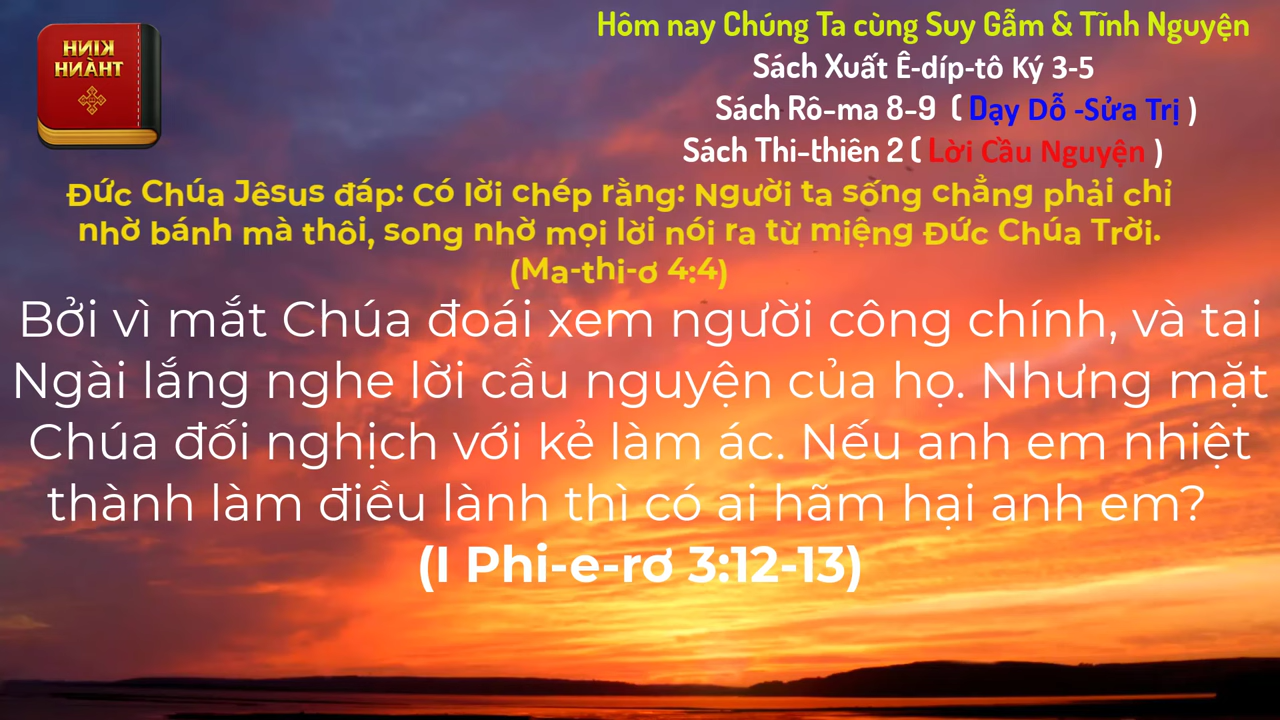 KINH
THÀNH
Hôm nay Chúng Ta cùng Suy Gẫm & Tĩnh Nguyện
Sách Xuất Ê-díp-tô Ký 3-5
Sách Rô-ma 8-9 ( Dạy Dỗ -Sửa Trị )
Sách Thi-thiên 2 ( Lời Cầu Nguyện )
Đức Chúa Jêsus đáp: Có lời chép rằng: Người ta sống chẳng phải chỉ
nhờ bánh mà thôi, song nhờ mọi lời nói ra từ miệng Đức Chúa Trời.
(Ma-thi-ơ 4:4)
Bởi vì mắt Chúa đoái xem người công chính, và tai
Ngài lắng nghe lời cầu nguyện của họ. Nhưng mặt
Chúa đối nghịch với kẻ làm ác. Nếu anh em nhiệt
thành làm điều lành thì có ai hãm hại anh em?
(I Phi-e-rơ 3:12-13)